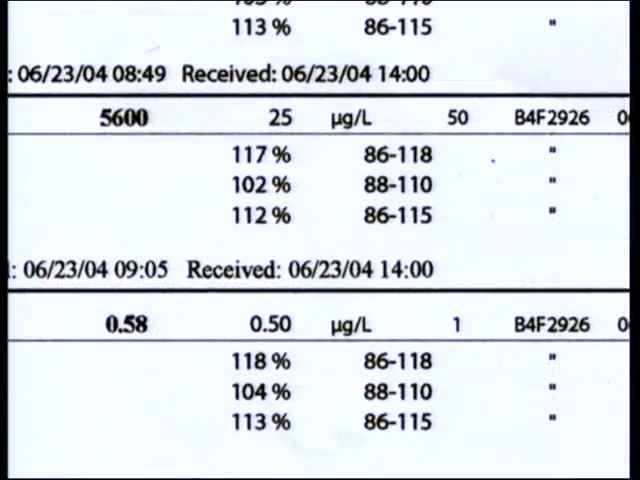 113 % 86-115 "
: 06/23/04 08:49 Received: 06/23/04 14:00
5600 25 µg/L 50 B4F2926
117 % 86-118 "
102 % 88-110 "
112 % 86-115 "
: 06/23/04 09:05 Received: 06/23/04 14:00
0.58 0.50 µg/L 1 B4F2926
118 % 86-118 "
104 % 88-110 "
113 % 86-115 "